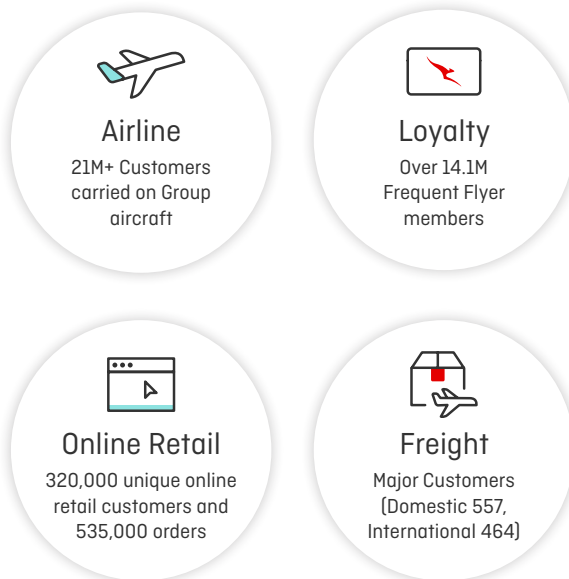 Airline
21M+ Customers
carried on Group
aircraft
Loyalty
Over 14.1M
Frequent Flyer
members
Online Retail
320,000 unique online
retail customers and
535,000 orders
Freight
Major Customers
(Domestic 557,
International 464)